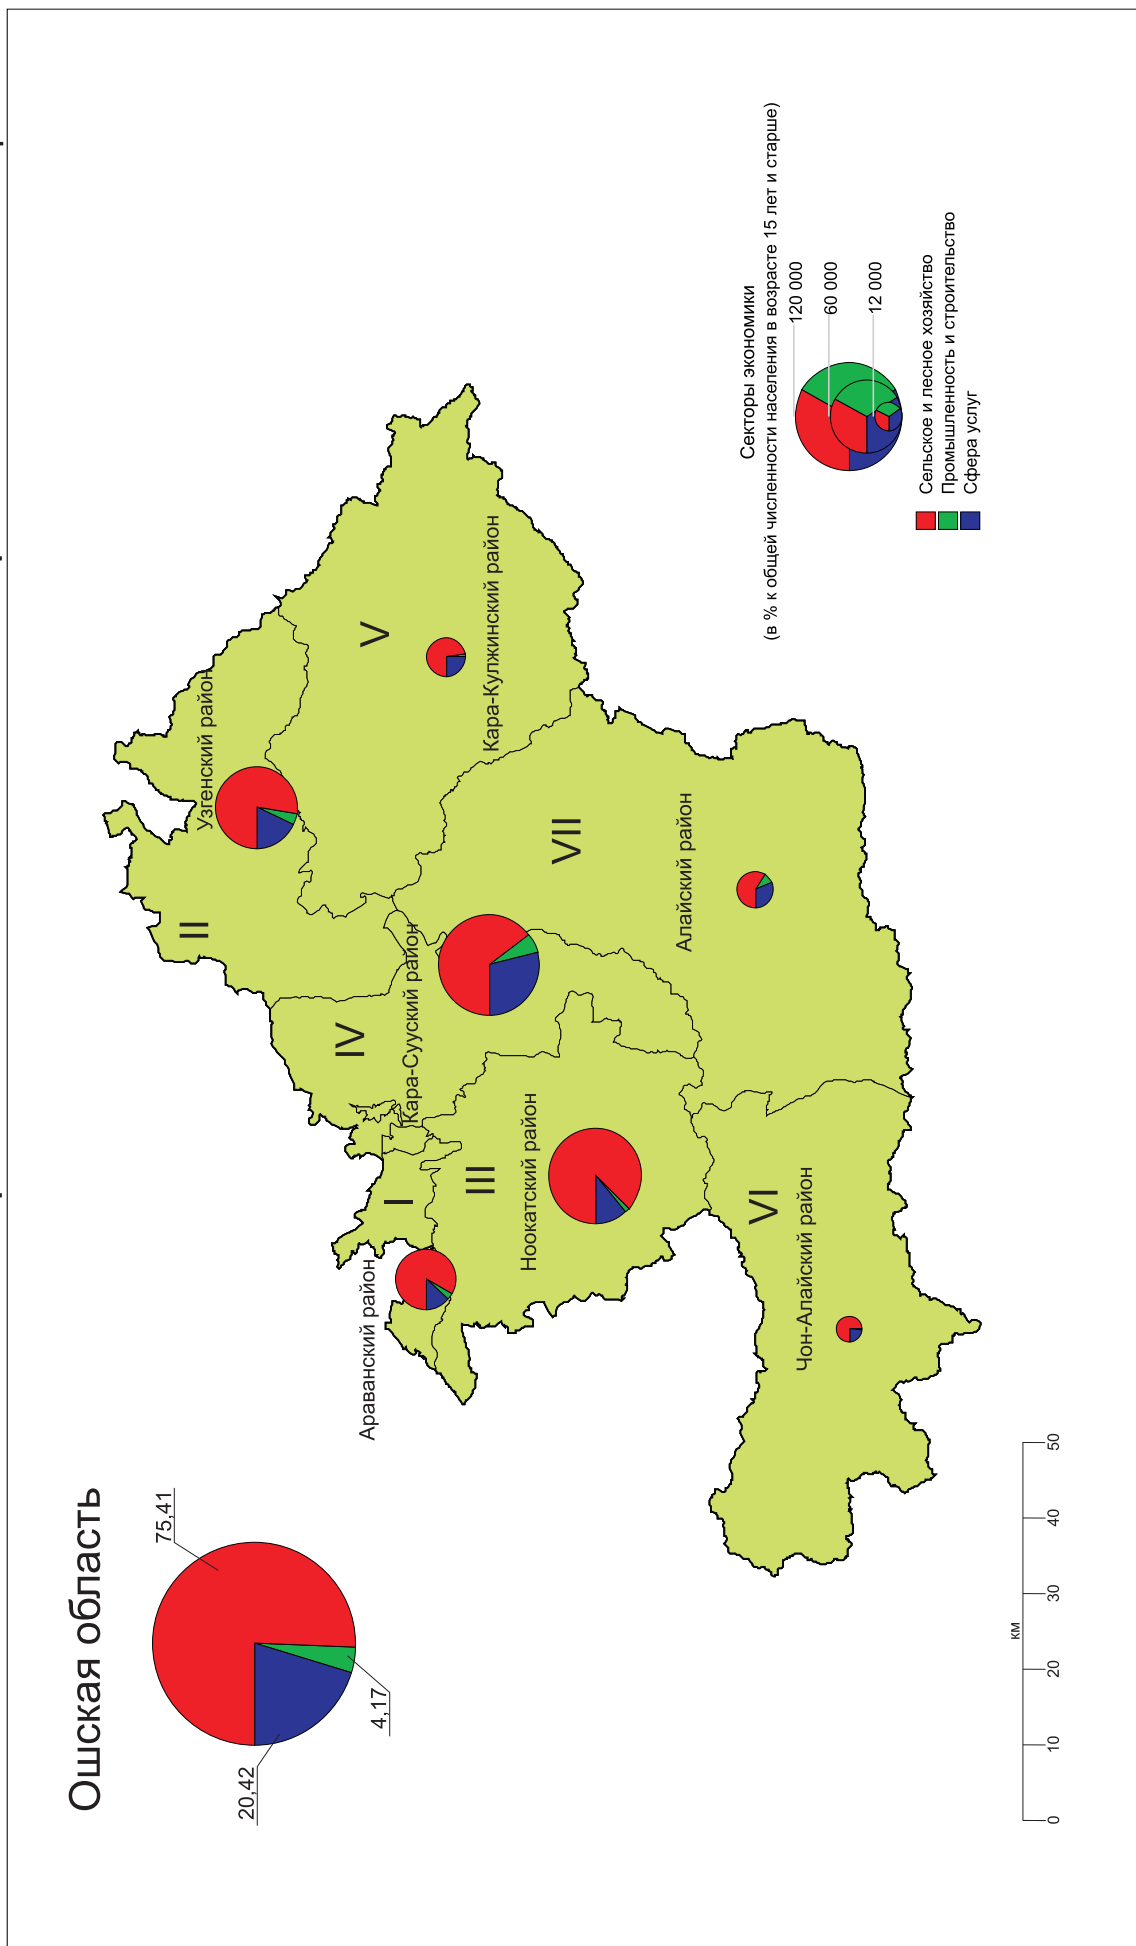 Ошская область
75,41
20,42
4,17
Узгенский район
II
V
Кара-Кулжинский район
IV
Кара-Сууский район
I
Араванский район
III
Ноокатский район
VII
Алайский район
VI
Чон-Алайский район
Секторы экономики
(в % к общей численности населения в возрасте 15 лет и старше)
120 000
60 000
12 000
Сельское и лесное хозяйство
Промышленность и строительство
Сфера услуг
км
0 10 20 30 40 50